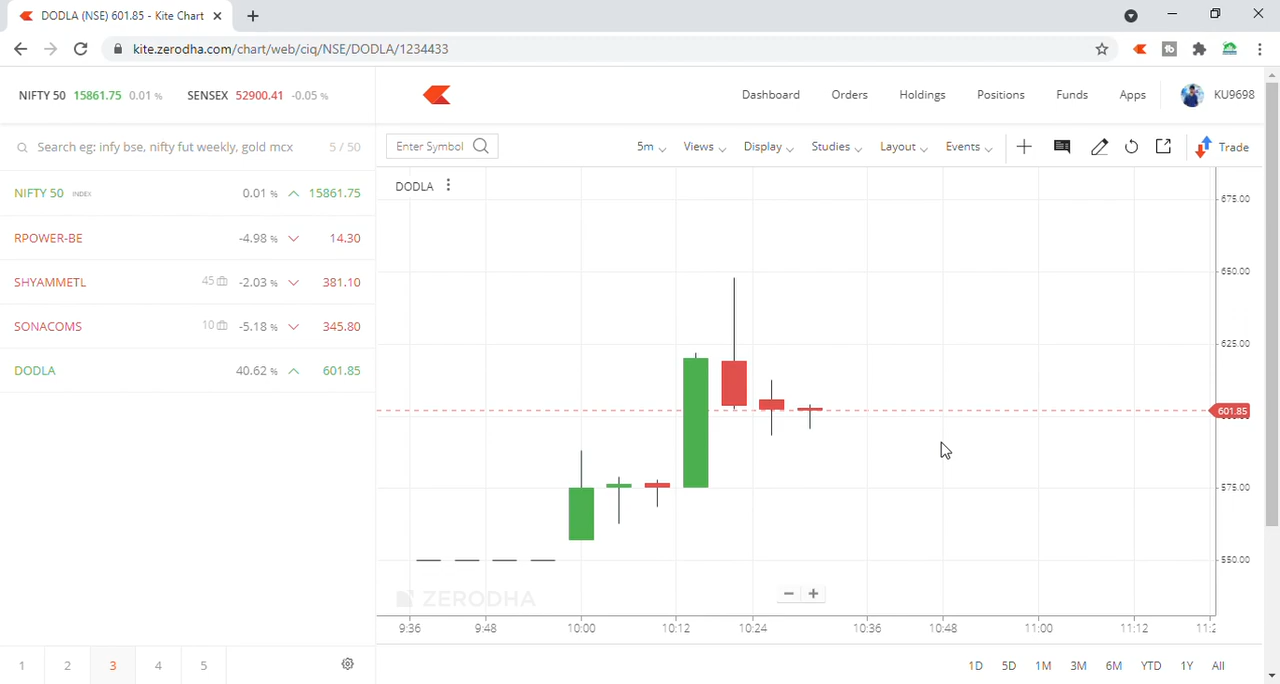 DODLA (NSE) 601.85 - Kite Chart
kite.zerodha.com/chart/web/ciq/NSE/DODLA/1234433
NIFTY 50 15861.75 0.01 % SENSEX 52900.41 -0.05 %
Dashboard Orders Holdings Positions Funds Apps KU9698
Search eg: infy bse, nifty fut weekly, gold mcx 5 / 50
Enter Symbol 5m Views Display Studies Layout Events Trade
NIFTY 50 INDEX 0.01 % 15861.75
RPOWER-BE -4.98 % 14.30
SHYAMMETL 45 -2.03 % 381.10
SONACOMS 10 -5.18 % 345.80
DODLA 40.62 % 601.85
DODLA
675.00
650.00
625.00
601.85
575.00
550.00
ZERODHA
9:36 9:48 10:00 10:12 10:24 10:36 10:48 11:00 11:12
1 2 3 4 5
1D 5D 1M 3M 6M YTD 1Y All